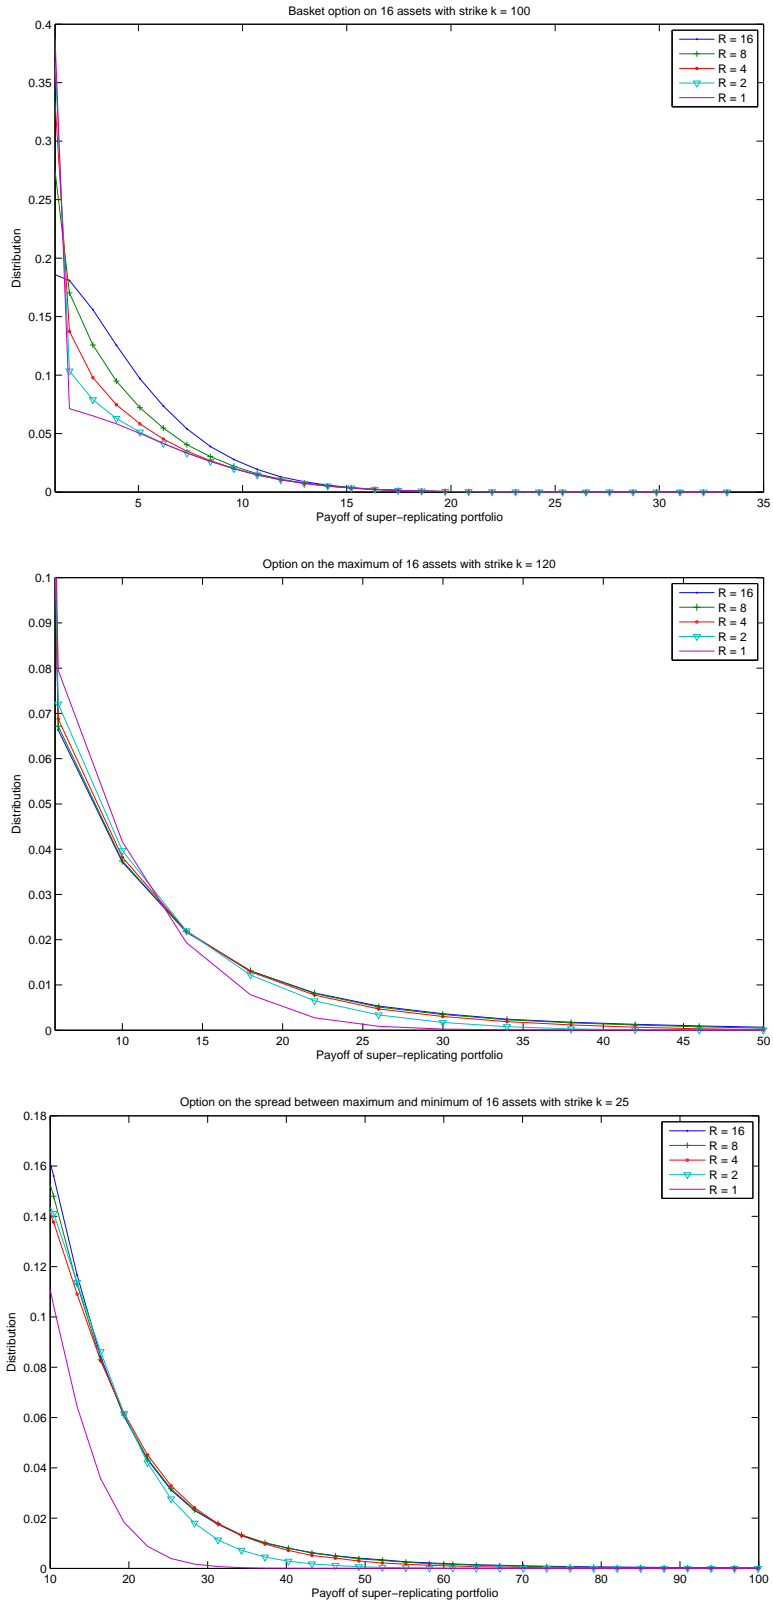 Basket option on 16 assets with strike k = 100
0.4
0.35
0.3
0.25
0.2
0.15
0.1
0.05
0
Distribution
R = 16
R = 8
R = 4
R = 2
R = 1
5 10 15 20 25 30 35
Payoff of super−replicating portfolio
Option on the maximum of 16 assets with strike k = 120
0.1
0.09
0.08
0.07
0.06
0.05
0.04
0.03
0.02
0.01
0
Distribution
R = 16
R = 8
R = 4
R = 2
R = 1
10 15 20 25 30 35 40 45 50
Payoff of super−replicating portfolio
Option on the spread between maximum and minimum of 16 assets with strike k = 25
0.18
0.16
0.14
0.12
0.1
0.08
0.06
0.04
0.02
0
Distribution
R = 16
R = 8
R = 4
R = 2
R = 1
10 20 30 40 50 60 70 80 90 100
Payoff of super−replicating portfolio